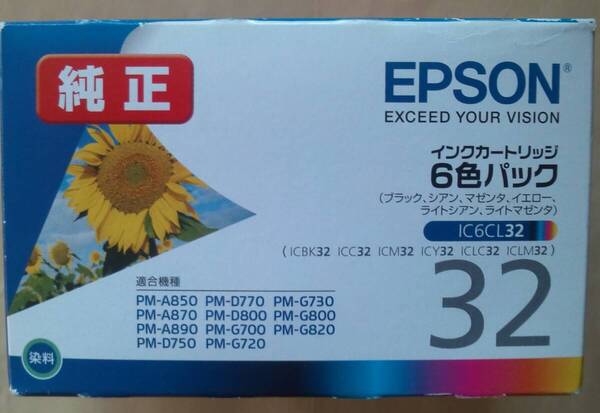 純正
EPSON®
EXCEED YOUR VISION
インクカートリッジ
6色パック
(ブラック、シアン、マゼンタ、イエロー、
ライトシアン、ライトマゼンタ)
IC6CL32
( ICBK32 ICC32 ICM32 ICY32 ICLC32 ICLM32 )
32
適合機種
PM-A850 PM-D770 PM-G730
PM-A870 PM-D800 PM-G800
PM-A890 PM-G700 PM-G820
PM-D750 PM-G720
染料